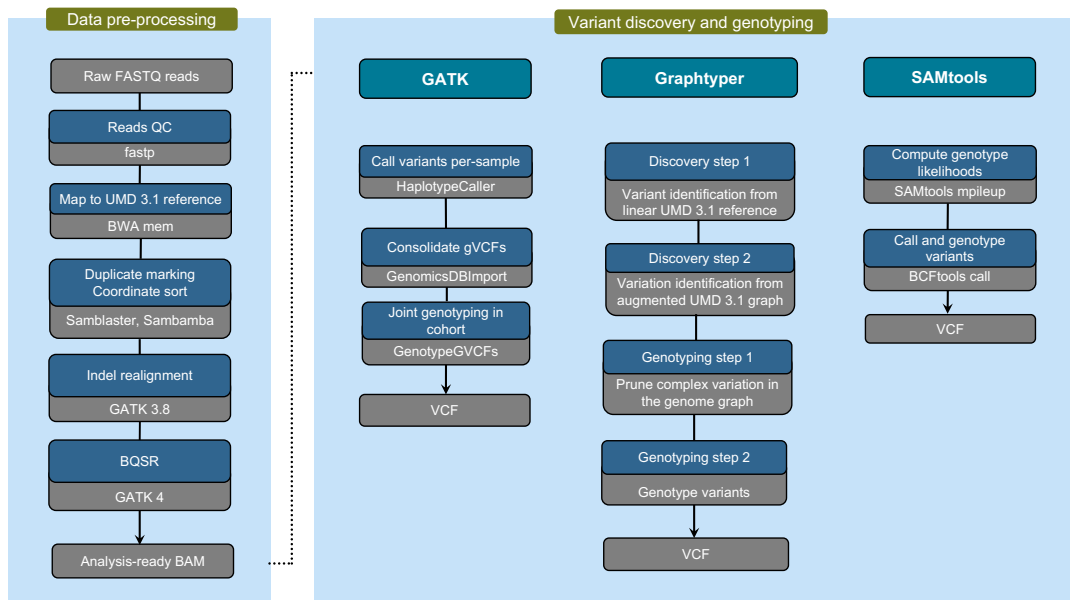 Data pre-processing
Raw FASTQ reads
Reads QC
fastp
Map to UMD 3.1 reference
BWA mem
Duplicate marking
Coordinate sort
Samblaster, Sambamba
Indel realignment
GATK 3.8
BQSR
GATK 4
Analysis-ready BAM
Variant discovery and genotyping
GATK
Call variants per-sample
HaplotypeCaller
Consolidate gVCFs
GenomicsDBImport
Joint genotyping in
cohort
GenotypeGVCFs
VCF
Graphtyper
Discovery step 1
Variant identification from
linear UMD 3.1 reference
Discovery step 2
Variation identification from
augmented UMD 3.1 graph
Genotyping step 1
Prune complex variation in
the genome graph
Genotyping step 2
Genotype variants
VCF
SAMtools
Compute genotype
likelihoods
SAMtools mpileup
Call and genotype
variants
BCFtools call
VCF